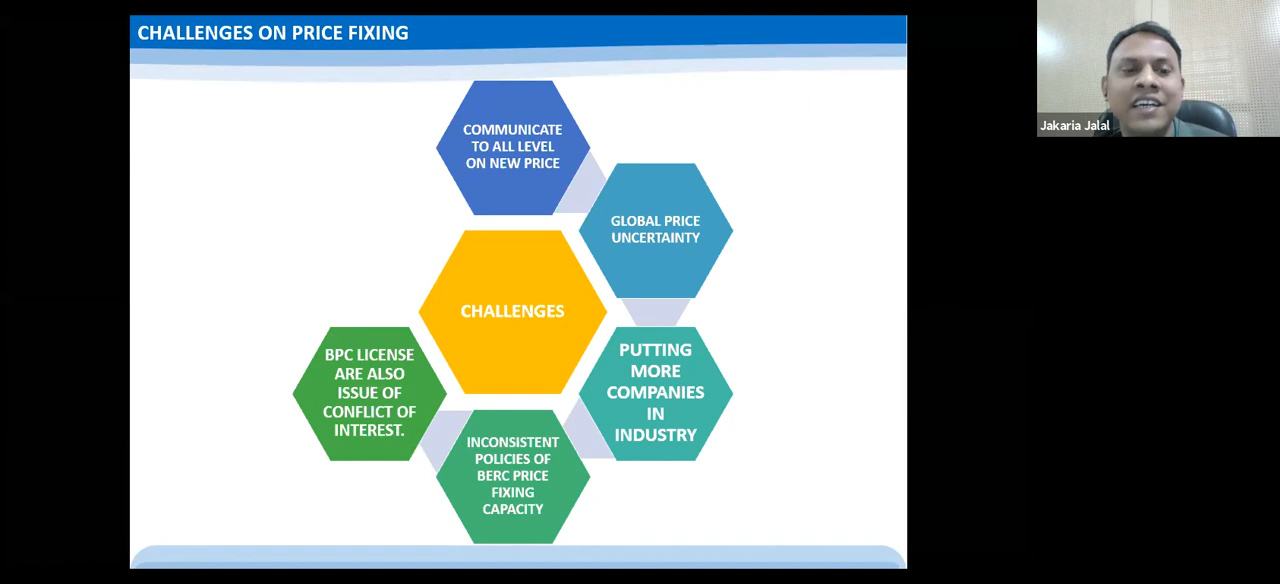 CHALLENGES ON PRICE FIXING
COMMUNICATE
TO ALL LEVEL
ON NEW PRICE
GLOBAL PRICE
UNCERTAINTY
CHALLENGES
PUTTING
MORE
COMPANIES
IN
INDUSTRY
BPC LICENSE
ARE ALSO
ISSUE OF
CONFLICT OF
INTEREST.
INCONSISTENT
POLICIES OF
BERC PRICE
FIXING
CAPACITY
Jakaria Jalal